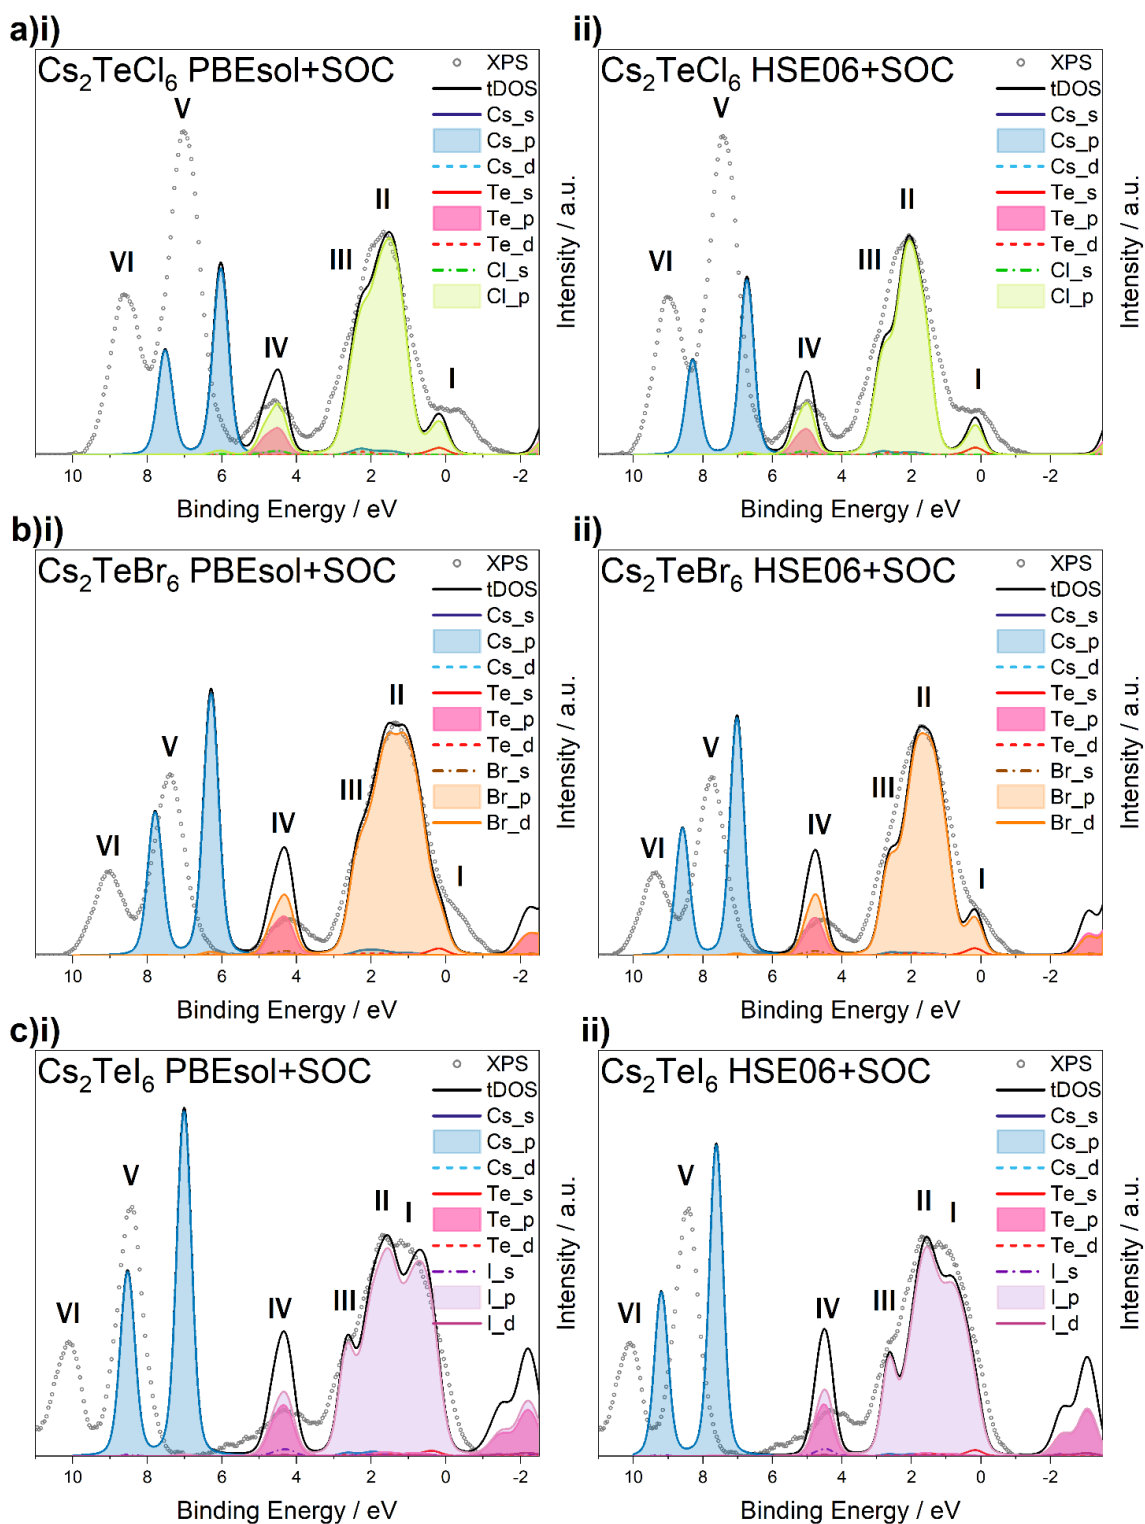 a)i)
Cs2TeCl6 PBEsol+SOC
XPS
tDOS
Cs_s
Cs_p
Cs_d
Te_s
Te_p
Te_d
Cl_s
Cl_p
V
VI
II
III
IV
I
Intensity / a.u.
10 8 6 4 2 0 -2
Binding Energy / eV
ii)
Cs2TeCl6 HSE06+SOC
XPS
tDOS
Cs_s
Cs_p
Cs_d
Te_s
Te_p
Te_d
Cl_s
Cl_p
V
VI
II
III
IV
I
Intensity / a.u.
10 8 6 4 2 0 -2
Binding Energy / eV
b)i)
Cs2TeBr6 PBEsol+SOC
XPS
tDOS
Cs_s
Cs_p
Cs_d
Te_s
Te_p
Te_d
Br_s
Br_p
Br_d
II
V
III
IV
VI
I
Intensity / a.u.
10 8 6 4 2 0 -2
Binding Energy / eV
ii)
Cs2TeBr6 HSE06+SOC
XPS
tDOS
Cs_s
Cs_p
Cs_d
Te_s
Te_p
Te_d
Br_s
Br_p
Br_d
II
V
III
IV
VI
I
Intensity / a.u.
10 8 6 4 2 0 -2
Binding Energy / eV
c)i)
Cs2TeI6 PBEsol+SOC
XPS
tDOS
Cs_s
Cs_p
Cs_d
Te_s
Te_p
Te_d
I_s
I_p
I_d
V
II
I
VI
IV
III
Intensity / a.u.
10 8 6 4 2 0 -2
Binding Energy / eV
ii)
Cs2TeI6 HSE06+SOC
XPS
tDOS
Cs_s
Cs_p
Cs_d
Te_s
Te_p
Te_d
I_s
I_p
I_d
V
II
I
VI
IV
III
Intensity / a.u.
10 8 6 4 2 0 -2
Binding Energy / eV